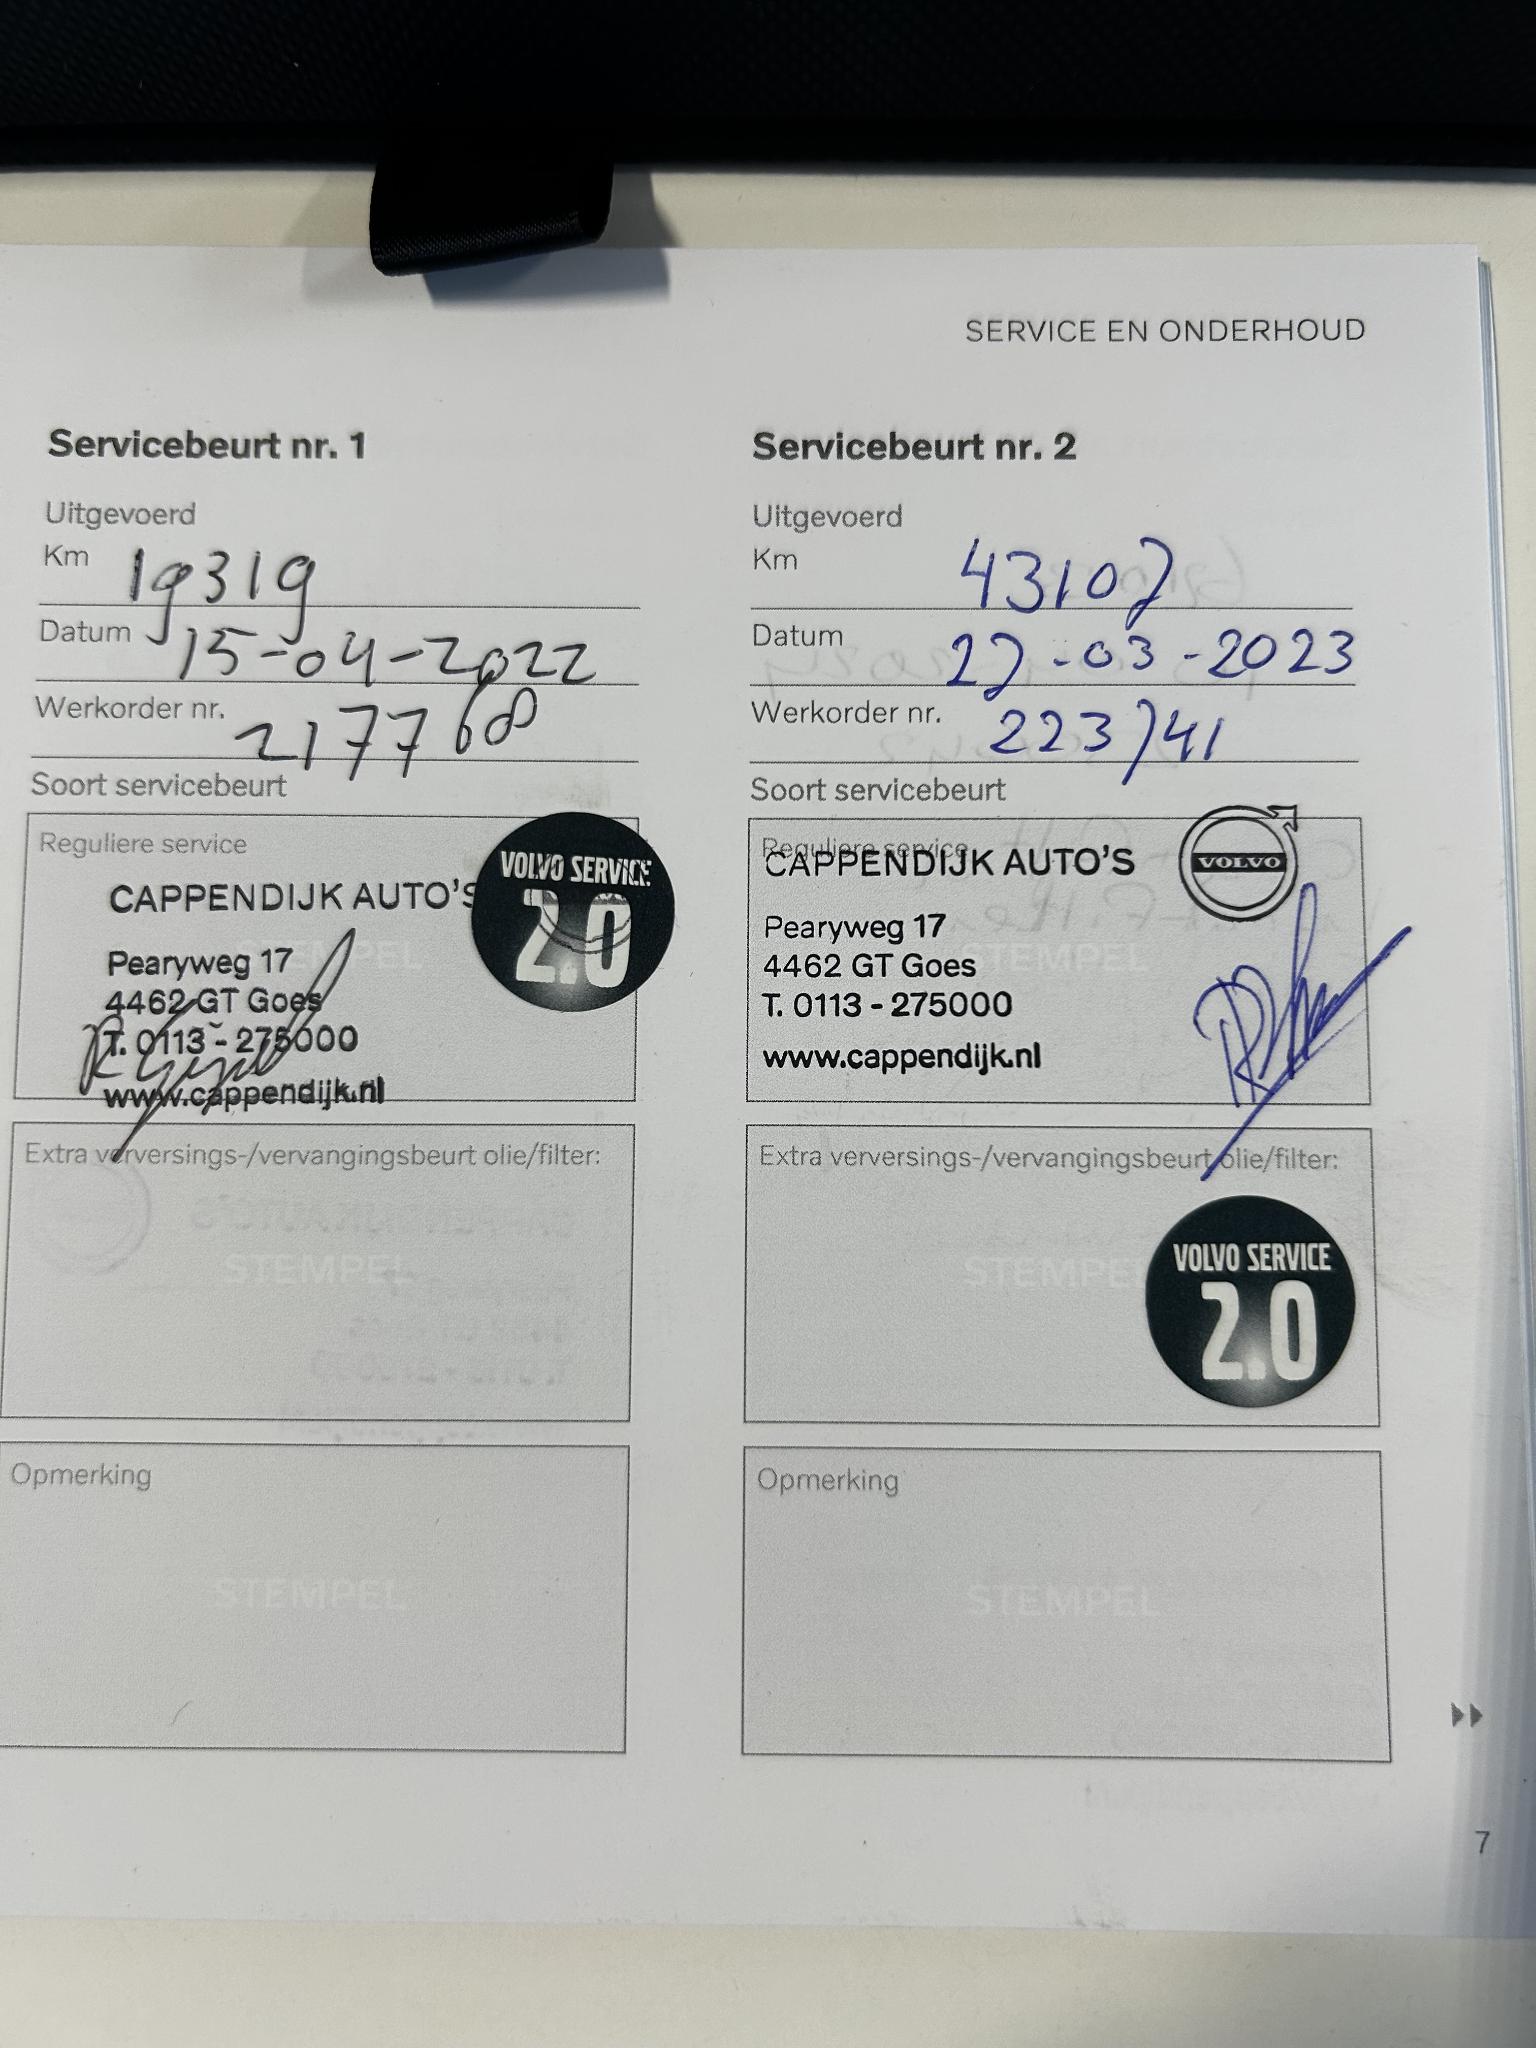 SERVICE EN ONDERHOUD
Servicebeurt nr. 1
Uitgevoerd
Km 19319
Datum 15-04-2022
Werkorder nr. 217768
Soort servicebeurt
Reguliere service
VOLVO SERVICE
2.0
CAPPENDIJK AUTO'S
STEMPEL
Pearyweg 17
4462 GT Goes
T. 0113 - 275000
www.cappendijk.nl
Extra verversings-/vervangingsbeurt olie/filter:
STEMPEL
Opmerking
STEMPEL
Servicebeurt nr. 2
Uitgevoerd
Km 43107
Datum 27-03-2023
Werkorder nr. 223741
Soort servicebeurt
Reguliere service
CAPPENDIJK AUTO'S
VOLVO
Pearyweg 17
STEMPEL
4462 GT Goes
T. 0113 - 275000
www.cappendijk.nl
Extra verversings-/vervangingsbeurt olie/filter:
STEMPEL
VOLVO SERVICE
2.0
Opmerking
STEMPEL
7